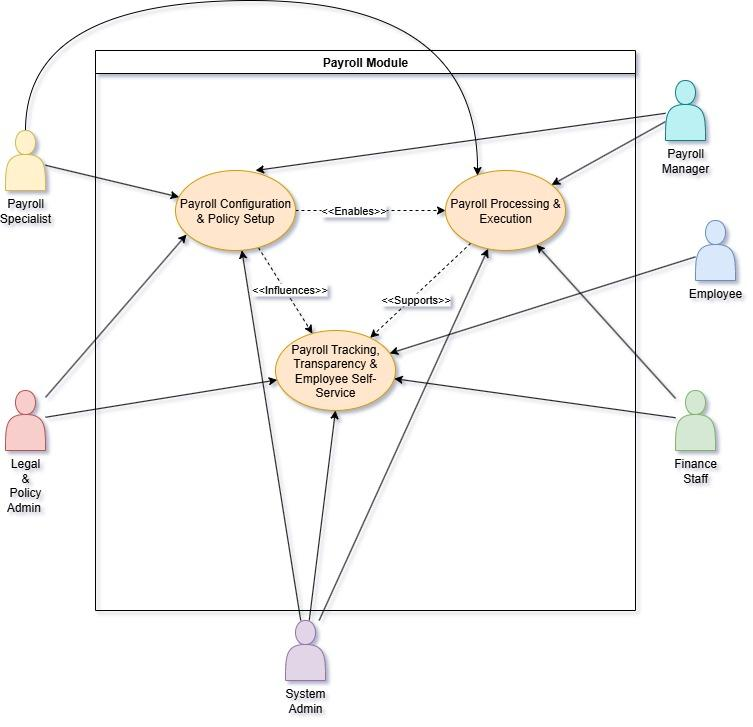 Payroll Module
Payroll
Manager
Payroll
Specialist
Payroll Configuration
& Policy Setup
<<Enables>>
Payroll Processing &
Execution
Employee
<<Influences>>
<<Supports>>
Payroll Tracking,
Transparency &
Employee Self-
Service
Legal
&
Policy
Admin
Finance
Staff
System
Admin